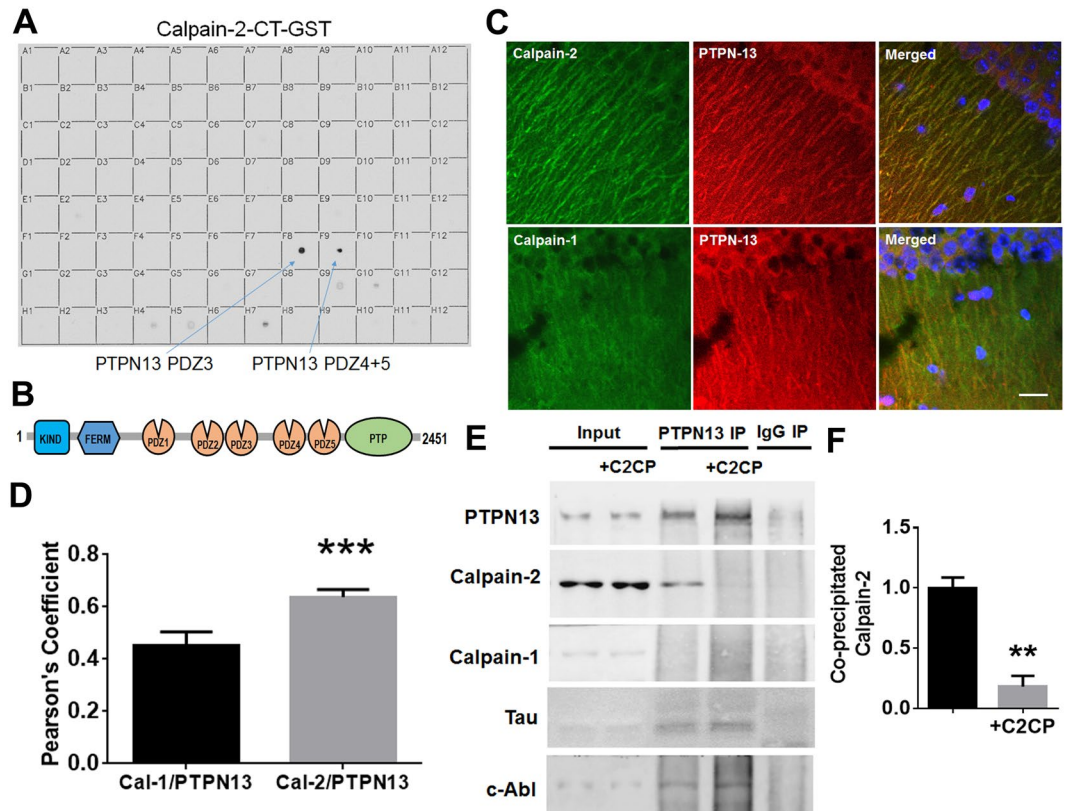 A
Calpain-2-CT-GST
A1 A2 A3 A4 A5 A6 A7 A8 A9 A10 A11 A12
B1 B2 B3 B4 B5 B6 B7 B8 B9 B10 B11 B12
C1 C2 C3 C4 C5 C6 C7 C8 C9 C10 C11 C12
D1 D2 D3 D4 D5 D6 D7 D8 D9 D10 D11 D12
E1 E2 E3 E4 E5 E6 E7 E8 E9 E10 E11 E12
F1 F2 F3 F4 F5 F6 F7 F8 F9 F10 F11 F12
G1 G2 G3 G4 G5 G6 G7 G8 G9 G10 G11 G12
H1 H2 H3 H4 H5 H6 H7 H8 H9 H10 H11 H12
PTPN13 PDZ3 PTPN13 PDZ4+5
B
1 KIND FERM PDZ1 PDZ2 PDZ3 PDZ4 PDZ5 PTP 2451
C
Calpain-2 PTPN-13 Merged
Calpain-1 PTPN-13 Merged
D
Pearson's Coefficient
0.8
0.6
0.4
0.2
0.0
***
Cal-1/PTPN13 Cal-2/PTPN13
E
Input PTPN13 IP IgG IP
+C2CP +C2CP
PTPN13
Calpain-2
Calpain-1
Tau
c-Abl
F
Co-precipitated
Calpain-2
1.5
1.0
0.5
0.0
**
+C2CP